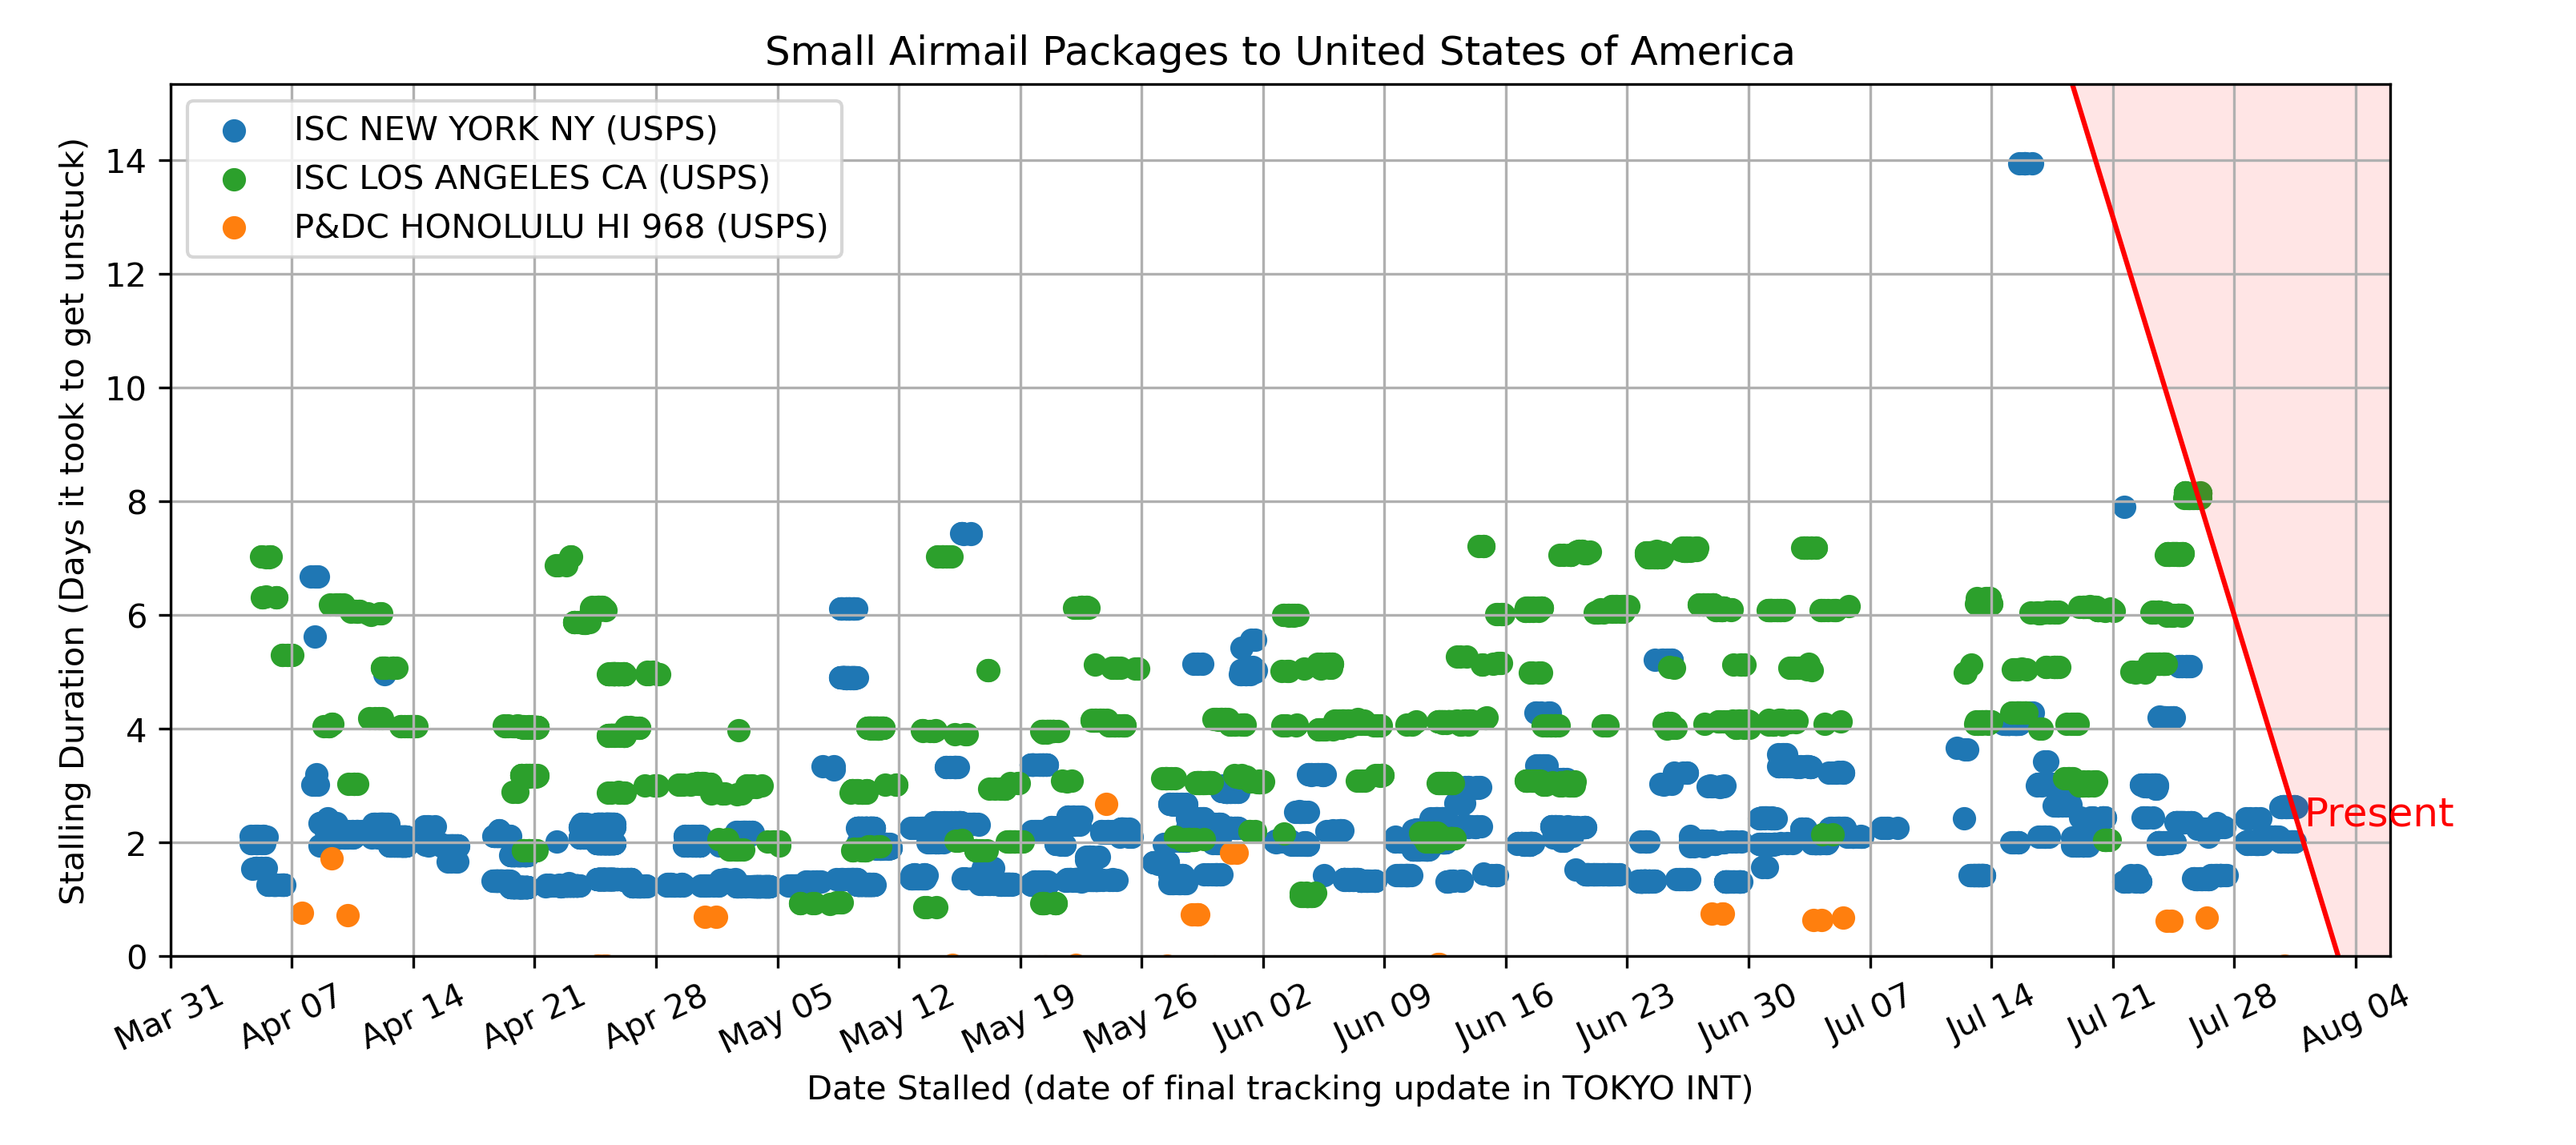 Small Airmail Packages to United States of America
ISC NEW YORK NY (USPS)
ISC LOS ANGELES CA (USPS)
P&DC HONOLULU HI 968 (USPS)
Stalling Duration (Days it took to get unstuck)
14
12
10
8
6
4
2
0
Present
Mar 31
Apr 07
Apr 14
Apr 21
Apr 28
May 05
May 12
May 19
May 26
Jun 02
Jun 09
Jun 16
Jun 23
Jun 30
Jul 07
Jul 14
Jul 21
Jul 28
Aug 04
Date Stalled (date of final tracking update in TOKYO INT)